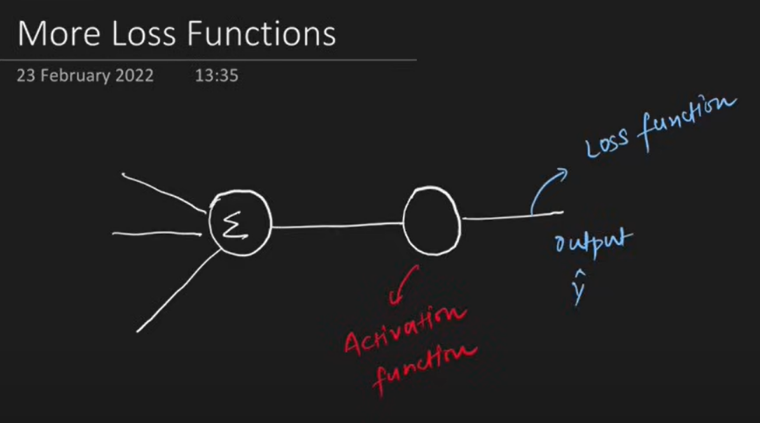 More Loss Functions
23 February 2022 13:35
Loss function
Σ
output
ŷ
Activation
function